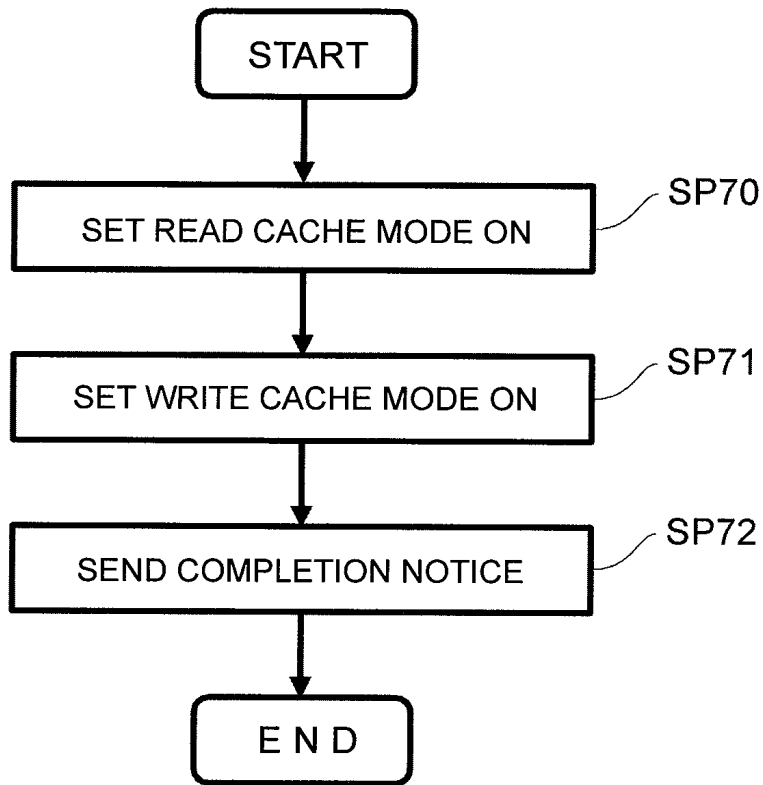 START
SET READ CACHE MODE ON
SP70
SET WRITE CACHE MODE ON
SP71
SEND COMPLETION NOTICE
SP72
E N D